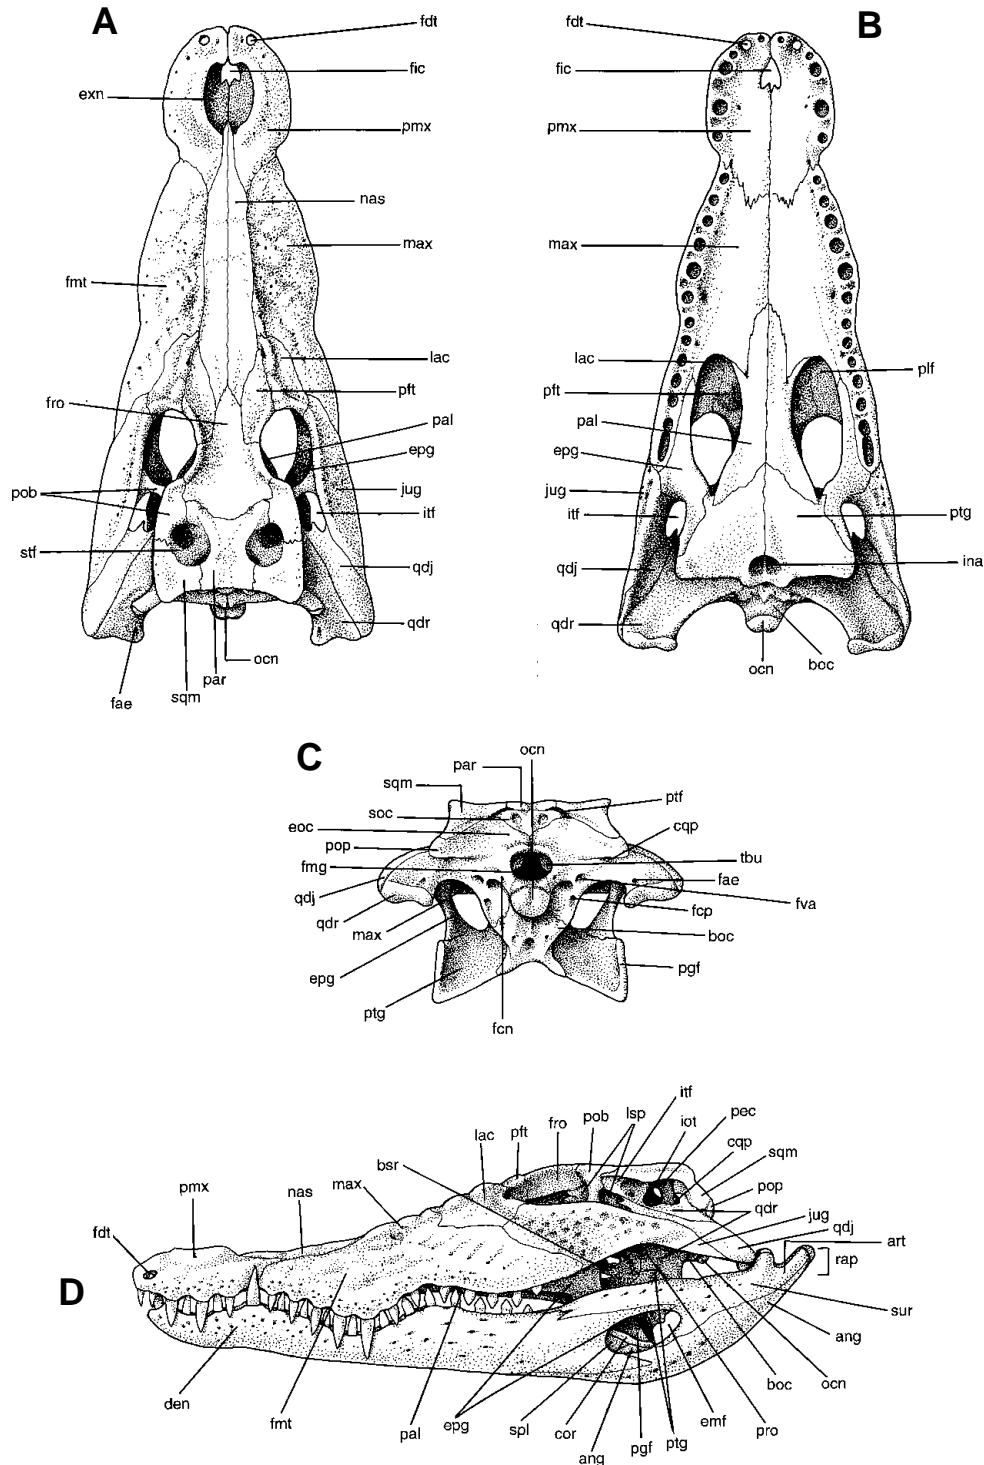 A
fdt
fic
exn
pmx
nas
max
fmt
lac
pft
fro
pal
epg
pob
jug
itf
stf
qdj
qdr
ocn
par
sqm
fae
B
fdt
fic
pmx
max
lac
plf
pft
pal
epg
jug
itf
ptg
ina
qdj
qdr
ocn
boc
C
ocn
par
sqm
ptf
soc
eoc
cqp
pop
tbu
fmg
fae
qdj
fva
qdr
fcp
max
boc
epg
pgf
ptg
fcn
D
itf
lsp
pec
pob
iot
fro
cqp
pft
lac
sqm
bsr
pop
max
qdr
nas
pmx
jug
qdj
fdt
art
rap
sur
ang
ocn
boc
den
fmt
pal
epg
spl
cor
ang
pgf
ptg
emf
pro